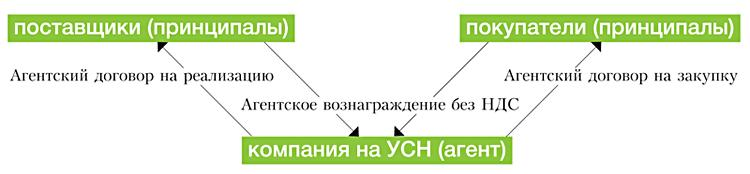 поставщики (принципалы)
покупатели (принципалы)
Агентский договор на реализацию
Агентский договор на закупку
Агентское вознаграждение без НДС
компания на УСН (агент)